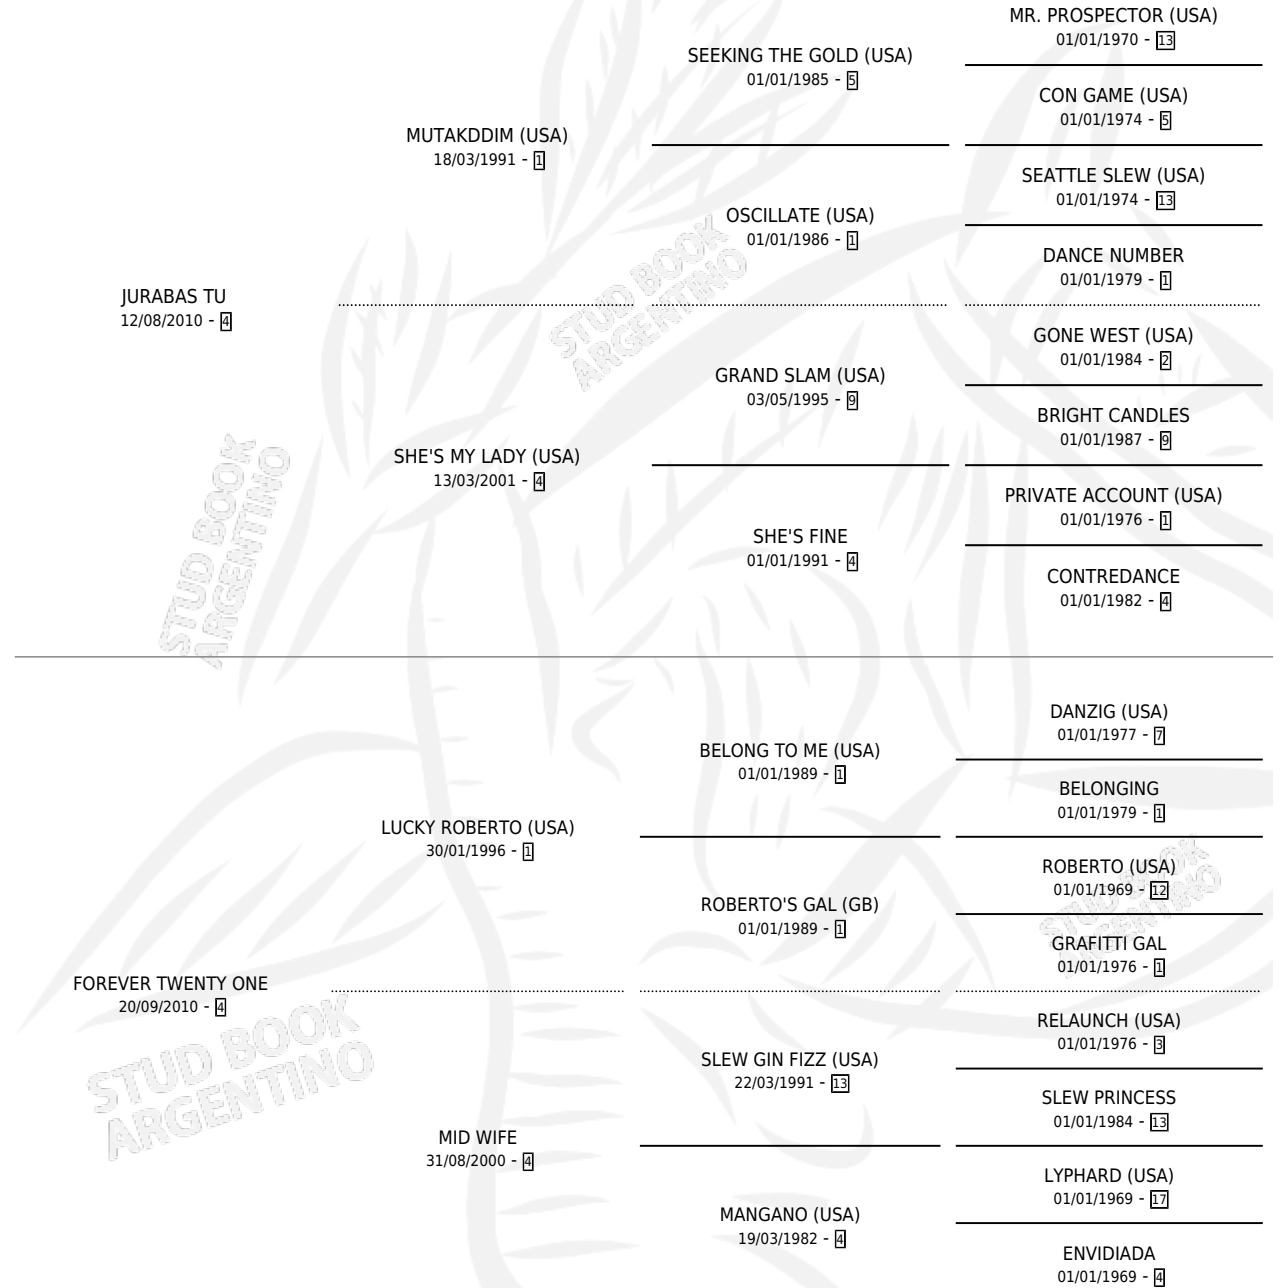 MR. PROSPECTOR (USA)
01/01/1970 - 13
SEEKING THE GOLD (USA)
01/01/1985 - 5
CON GAME (USA)
01/01/1974 - 5
MUTAKDDIM (USA)
18/03/1991 - 1
SEATTLE SLEW (USA)
01/01/1974 - 13
OSCILLATE (USA)
01/01/1986 - 1
DANCE NUMBER
01/01/1979 - 1
JURABAS TU
12/08/2010 - 4
STUD BOOK
ARGENTINO
GONE WEST (USA)
01/01/1984 - 2
GRAND SLAM (USA)
03/05/1995 - 9
BRIGHT CANDLES
01/01/1987 - 9
SHE'S MY LADY (USA)
13/03/2001 - 4
PRIVATE ACCOUNT (USA)
01/01/1976 - 1
SHE'S FINE
01/01/1991 - 4
CONTREDANCE
01/01/1982 - 4
STUD BOOK
ARGENTINO
DANZIG (USA)
01/01/1977 - 7
BELONG TO ME (USA)
01/01/1989 - 1
BELONGING
01/01/1979 - 1
LUCKY ROBERTO (USA)
30/01/1996 - 1
ROBERTO (USA)
01/01/1969 - 12
ROBERTO'S GAL (GB)
01/01/1989 - 1
STUD BOOK
ARGENTINO
GRAFITTI GAL
01/01/1976 - 1
FOREVER TWENTY ONE
20/09/2010 - 4
STUD BOOK
ARGENTINO
RELAUNCH (USA)
01/01/1976 - 3
SLEW GIN FIZZ (USA)
22/03/1991 - 13
SLEW PRINCESS
01/01/1984 - 13
MID WIFE
31/08/2000 - 4
LYPHARD (USA)
01/01/1969 - 17
MANGANO (USA)
19/03/1982 - 4
ENVIDIADA
01/01/1969 - 4